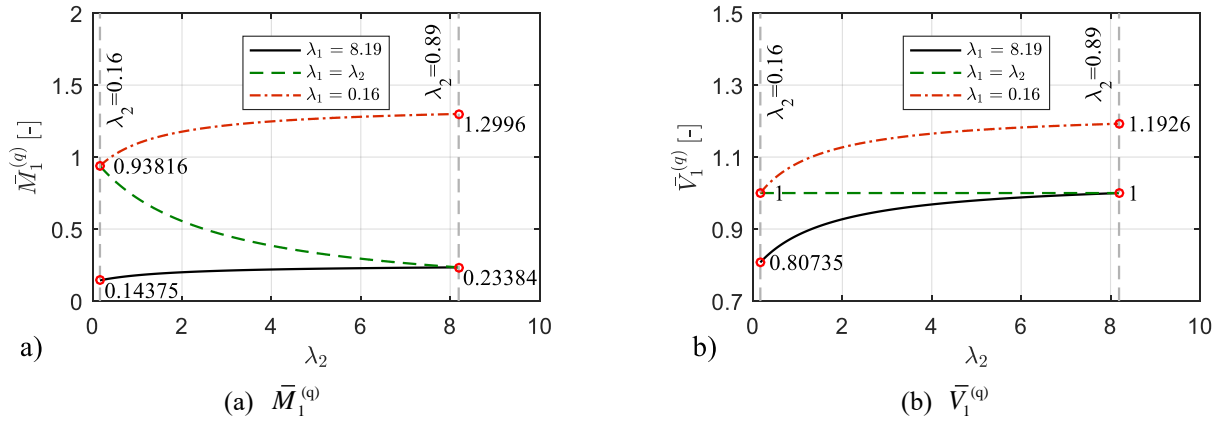 2
1.5
1
0.5
0
M̄₁⁽q⁾ [-]
λ₂=0.16
λ₂=0.89
λ₁ = 8.19
λ₁ = λ₂
λ₁ = 0.16
0.93816
1.2996
0.14375
0.23384
0 2 4 6 8 10
λ₂
a)
(a) M̄₁⁽q⁾
1.5
1.3
1.1
0.9
0.7
V̄₁⁽q⁾ [-]
λ₂=0.16
λ₂=0.89
λ₁ = 8.19
λ₁ = λ₂
λ₁ = 0.16
1.1926
1
1
0.80735
0 2 4 6 8 10
λ₂
b)
(b) V̄₁⁽q⁾